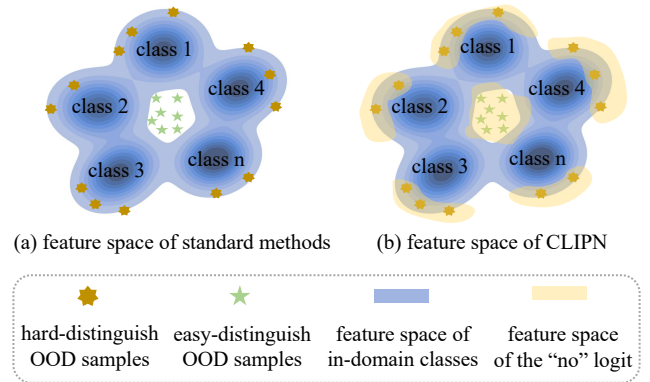 class 1
class 2
class 4
class 3
class n
(a) feature space of standard methods
class 1
class 2
class 4
class 3
class n
(b) feature space of CLIPN
hard-distinguish
OOD samples
easy-distinguish
OOD samples
feature space of
in-domain classes
feature space
of the “no” logit